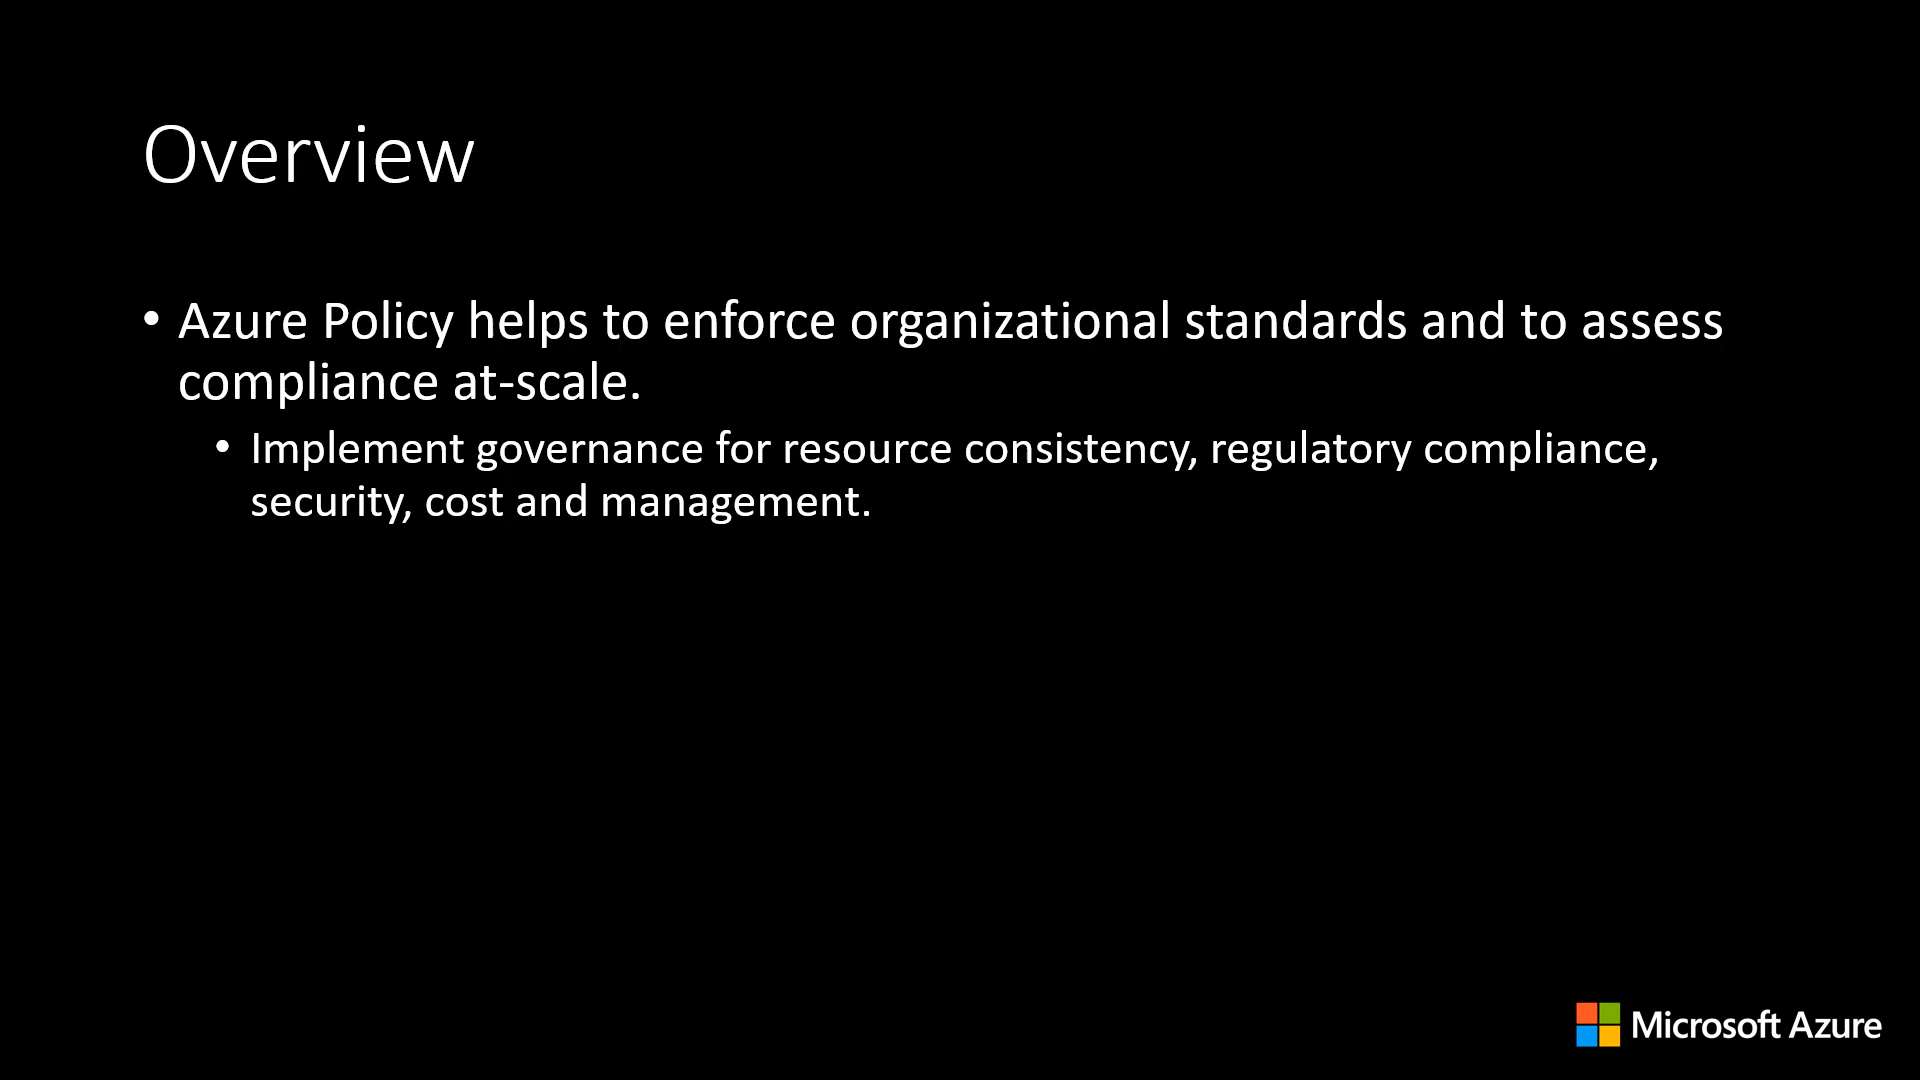 Overview
• Azure Policy helps to enforce organizational standards and to assess
compliance at-scale.
• Implement governance for resource consistency, regulatory compliance,
security, cost and management.
Microsoft Azure